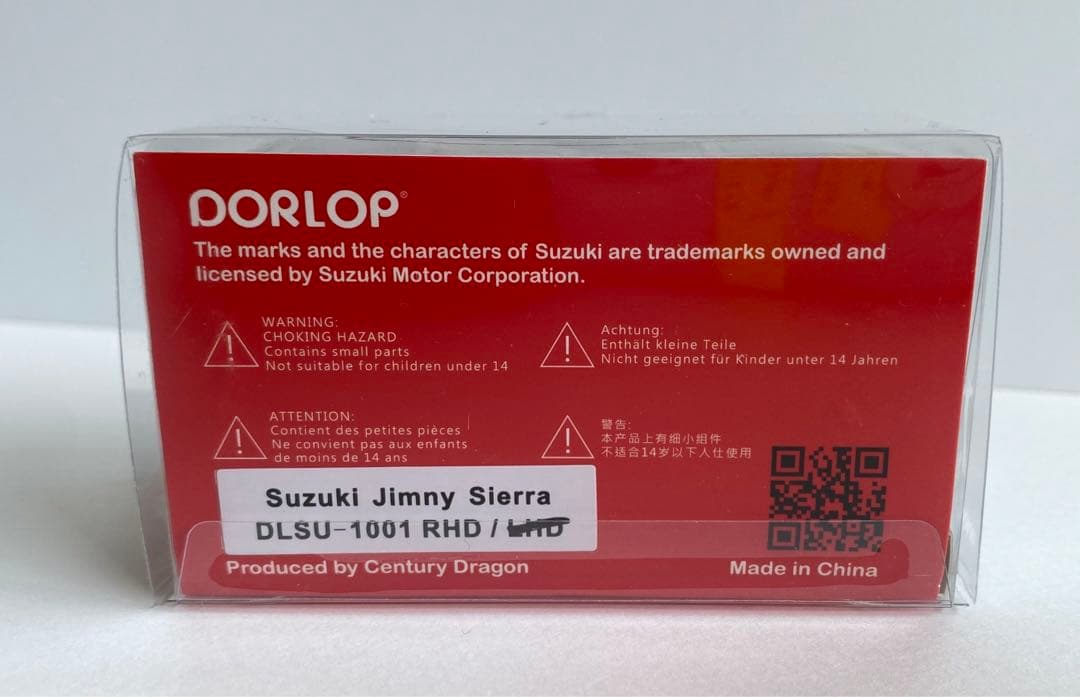 DORLOP®
The marks and the characters of Suzuki are trademarks owned and
licensed by Suzuki Motor Corporation.
WARNING:
CHOKING HAZARD
Contains small parts
Not suitable for children under 14
Achtung:
Enthält kleine Teile
Nicht geeignet für Kinder unter 14 Jahren
ATTENTION:
Contient des petites pièces
Ne convient pas aux enfants
de moins de 14 ans
警告:
本产品上有细小组件
不适合14岁以下人仕使用
Suzuki Jimny Sierra
DLSU-1001 RHD / LHD
Produced by Century Dragon
Made in China